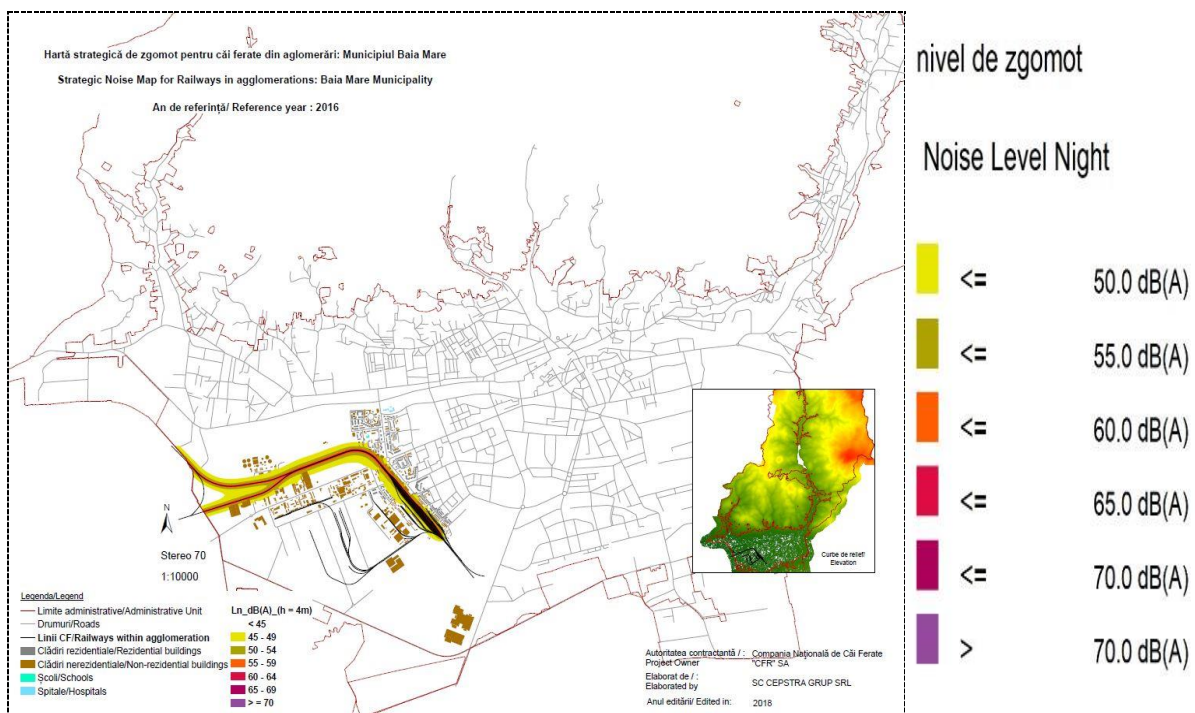 Hartă strategică de zgomot pentru căi ferate din aglomerări: Municipiul Baia Mare
Strategic Noise Map for Railways in agglomerations: Baia Mare Municipality
An de referință/ Reference year : 2016
N
Stereo 70
1:10000
Legenda/Legend
Limite administrative/Administrative Unit
Drumuri/Roads
Linii CF/Railways within agglomeration
Clădiri rezidentiale/Rezidential buildings
Clădiri nerezidentiale/Non-rezidential buildings
Școli/Schools
Spitale/Hospitals
Ln_dB(A)_(h = 4m)
< 45
45 - 49
50 - 54
55 - 59
60 - 64
65 - 69
> = 70
Curbe de relief/
Elevation
Autoritatea contractantă / : Compania Națională de Căi Ferate
Project Owner "CFR" SA
Elaborat de / :
Elaborated by SC CEPSTRA GRUP SRL
Anul editării/ Edited in: 2018
nivel de zgomot
Noise Level Night
<= 50.0 dB(A)
<= 55.0 dB(A)
<= 60.0 dB(A)
<= 65.0 dB(A)
<= 70.0 dB(A)
> 70.0 dB(A)